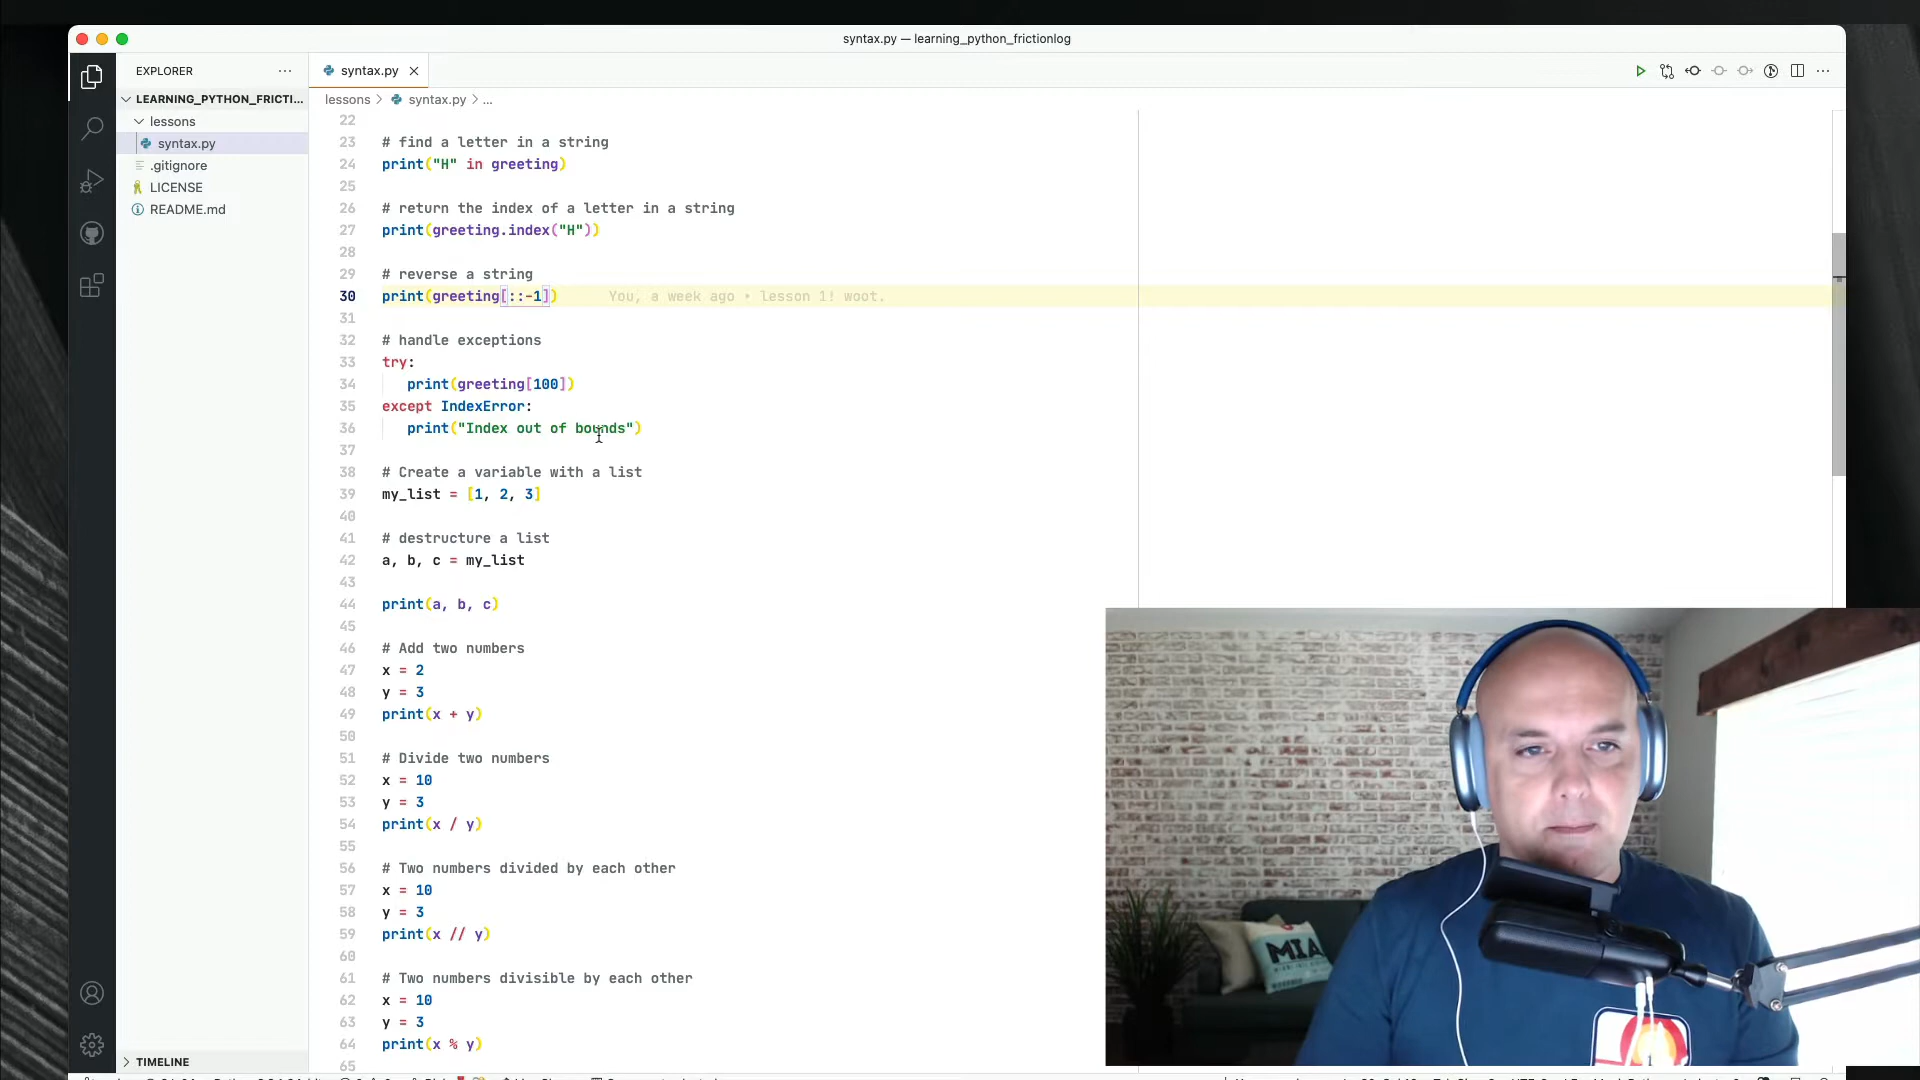 syntax.py — learning_python_frictionlog
EXPLORER
syntax.py
LEARNING_PYTHON_FRICTI...
lessons
syntax.py
.gitignore
LICENSE
README.md
TIMELINE
lessons > syntax.py > ...
22
23 # find a letter in a string
24 print("H" in greeting)
25
26 # return the index of a letter in a string
27 print(greeting.index("H"))
28
29 # reverse a string
30 print(greeting[::-1]) You, a week ago • lesson 1! woot.
31
32 # handle exceptions
33 try:
34 print(greeting[100])
35 except IndexError:
36 print("Index out of bounds")
37
38 # Create a variable with a list
39 my_list = [1, 2, 3]
40
41 # destructure a list
42 a, b, c = my_list
43
44 print(a, b, c)
45
46 # Add two numbers
47 x = 2
48 y = 3
49 print(x + y)
50
51 # Divide two numbers
52 x = 10
53 y = 3
54 print(x / y)
55
56 # Two numbers divided by each other
57 x = 10
58 y = 3
59 print(x // y)
60
61 # Two numbers divisible by each other
62 x = 10
63 y = 3
64 print(x % y)
65
MIA